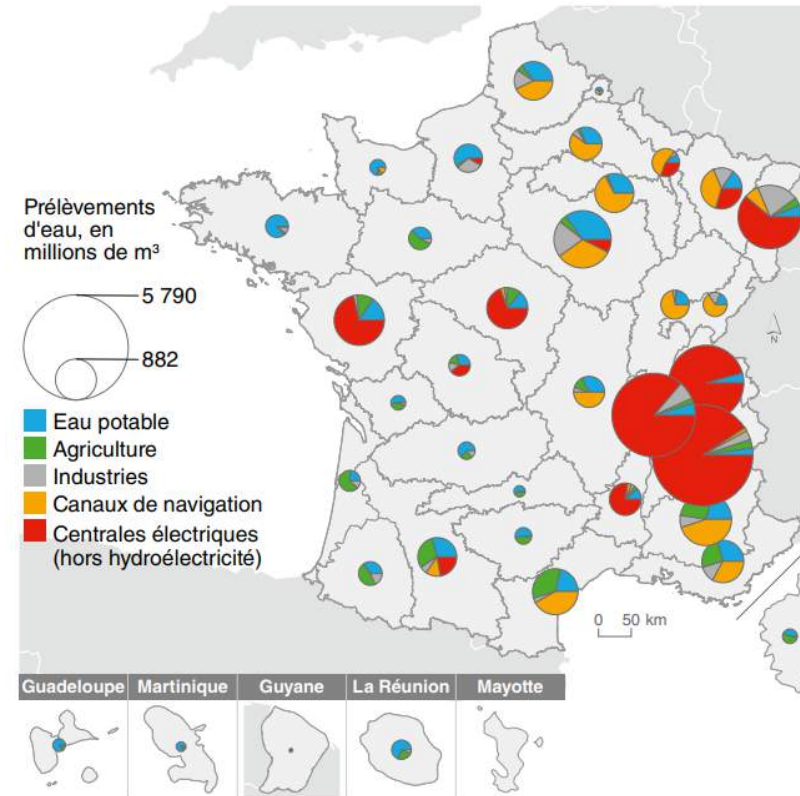 Prélèvements
d'eau, en
millions de m³
5 790
882
Eau potable
Agriculture
Industries
Canaux de navigation
Centrales électriques
(hors hydroélectricité)
N
0 50 km
Guadeloupe Martinique Guyane La Réunion Mayotte